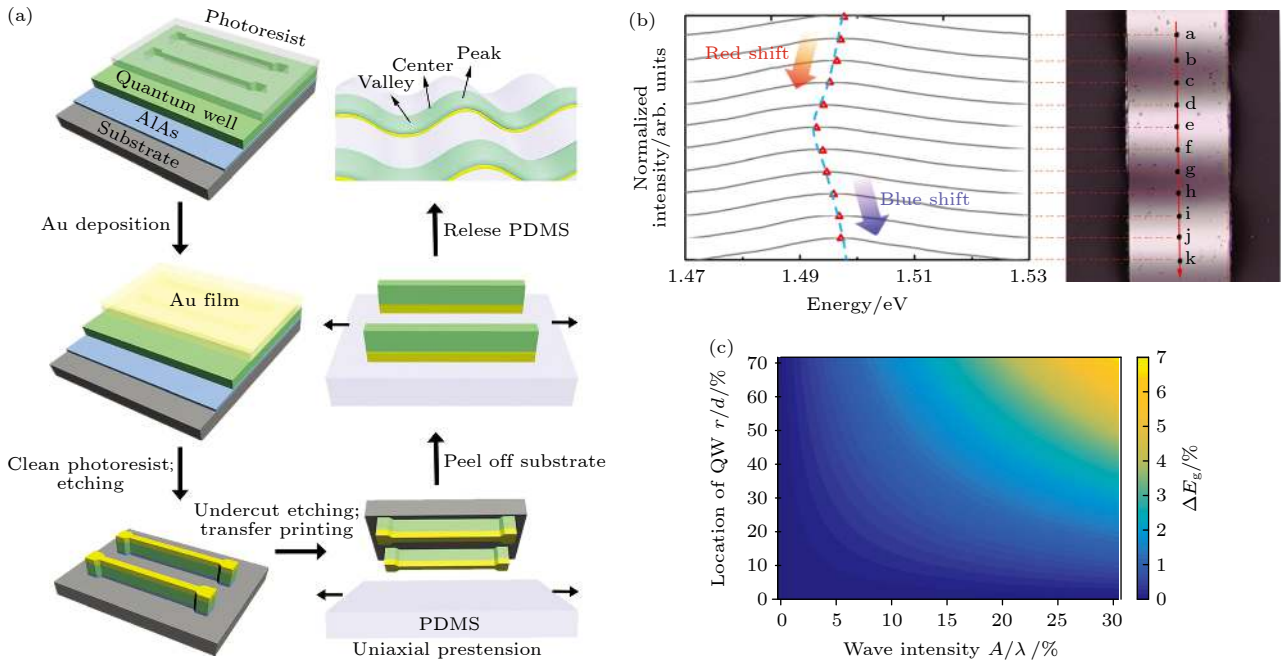 (a)
Photoresist
Quantum well
AlAs
Substrate
Au deposition
Au film
Clean photoresist;
etching
Undercut etching;
transfer printing
PDMS
Uniaxial prestension
Peel off substrate
Relese PDMS
Valley
Center
Peak
(b)
Normalized
intensity/arb. units
Red shift
Blue shift
1.47
1.49
1.51
1.53
Energy/eV
a
b
c
d
e
f
g
h
i
j
k
(c)
Location of QW r/d/%
70
60
50
40
30
20
10
0
0
5
10
15
20
25
30
Wave intensity A/λ/%
7
6
5
4
3
2
1
0
ΔEg/%